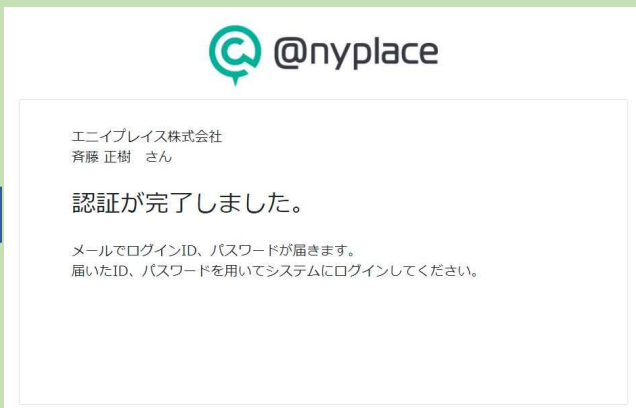 @nyplace
エニイプレイス株式会社
斉藤 正樹　さん
認証が完了しました。
メールでログインID、パスワードが届きます。
届いたID、パスワードを用いてシステムにログインしてください。